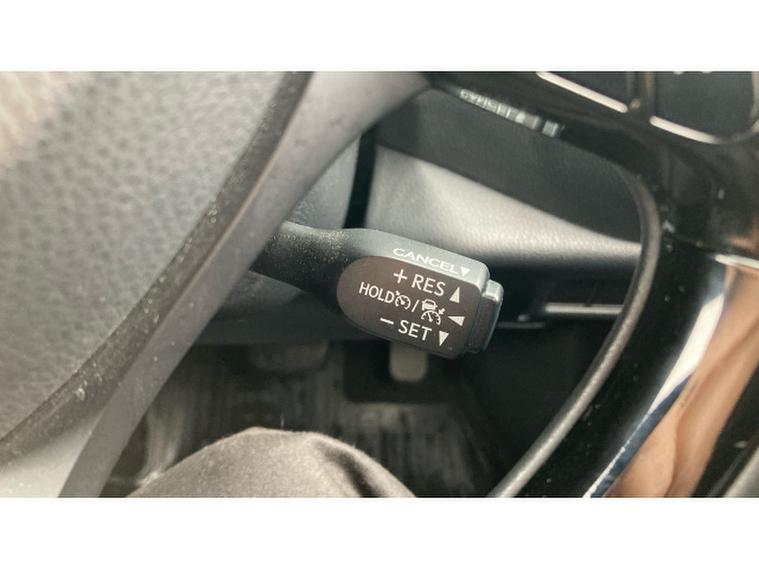 CANCEL▼
+ RES ▲
HOLD / ◄
− SET ▼